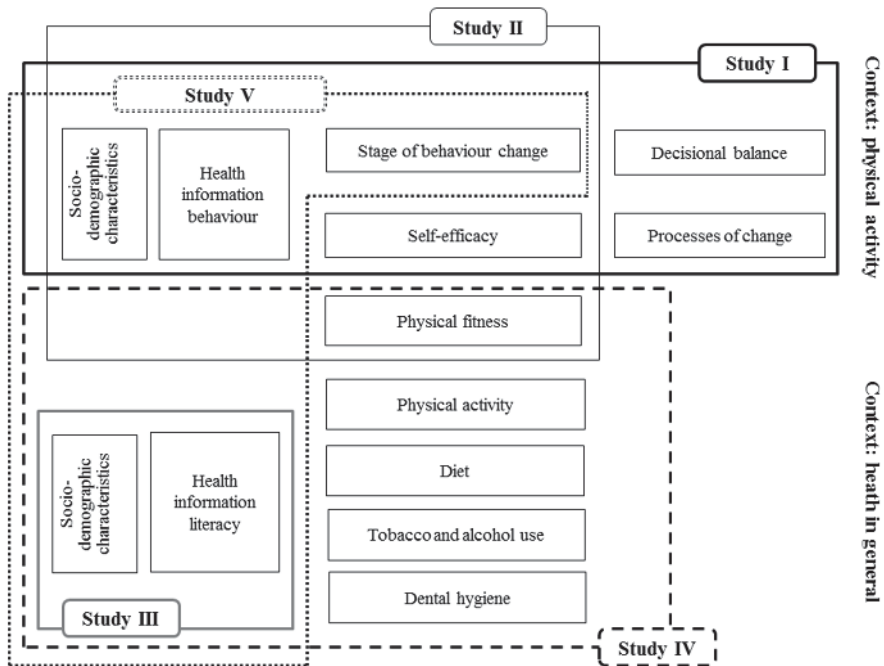 Study II
Study I
Study V
Socio-
demographic
characteristics
Health
information
behaviour
Stage of behaviour change
Decisional balance
Self-efficacy
Processes of change
Context: physical
activity
Physical fitness
Physical activity
Socio-
demographic
characteristics
Health
information
literacy
Diet
Tobacco and alcohol use
Dental hygiene
Context: heath in general
Study III
Study IV